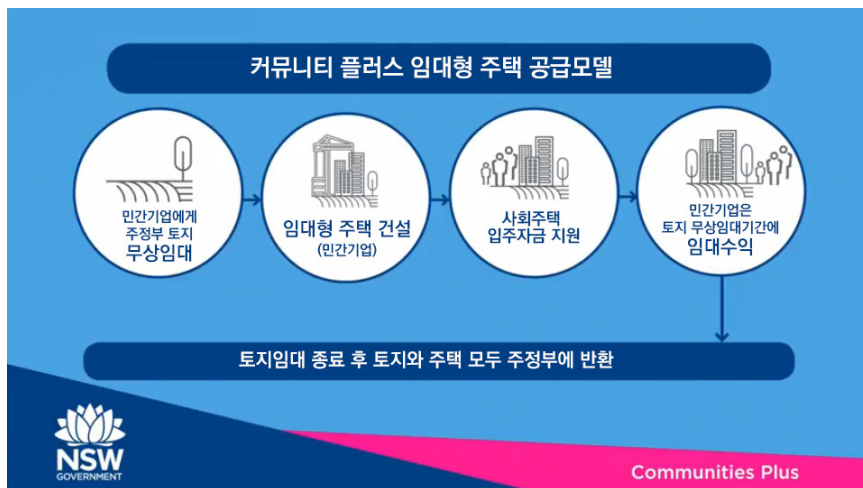 커뮤니티 플러스 임대형 주택 공급모델
민간기업에게
주정부 토지
무상임대
임대형 주택 건설
(민간기업)
사회주택
입주자금 지원
민간기업은
토지 무상임대기간에
임대수익
토지임대 종료 후 토지와 주택 모두 주정부에 반환
NSW
GOVERNMENT
Communities Plus